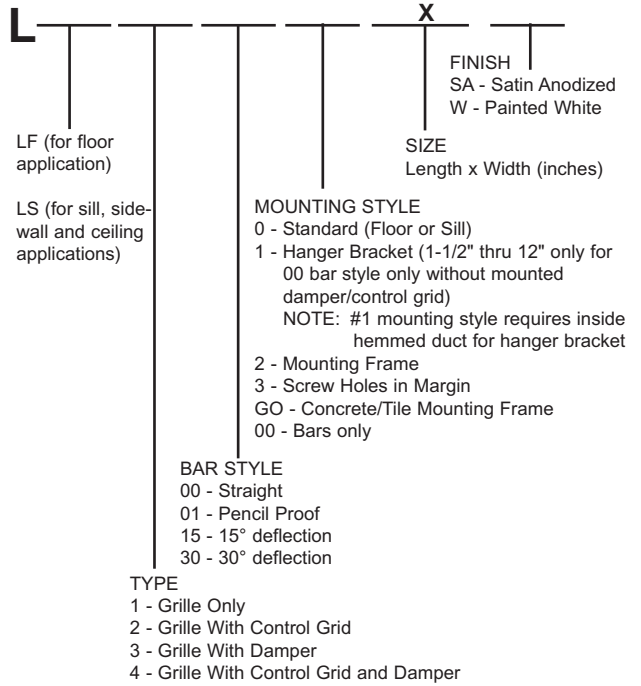 L X
FINISH
SA - Satin Anodized
W - Painted White
SIZE
Length x Width (inches)
LF (for floor
application)
LS (for sill, side-
wall and ceiling
applications)
MOUNTING STYLE
0 - Standard (Floor or Sill)
1 - Hanger Bracket (1-1/2" thru 12" only for
00 bar style only without mounted
damper/control grid)
NOTE: #1 mounting style requires inside
hemmed duct for hanger bracket
2 - Mounting Frame
3 - Screw Holes in Margin
GO - Concrete/Tile Mounting Frame
00 - Bars only
BAR STYLE
00 - Straight
01 - Pencil Proof
15 - 15° deflection
30 - 30° deflection
TYPE
1 - Grille Only
2 - Grille With Control Grid
3 - Grille With Damper
4 - Grille With Control Grid and Damper